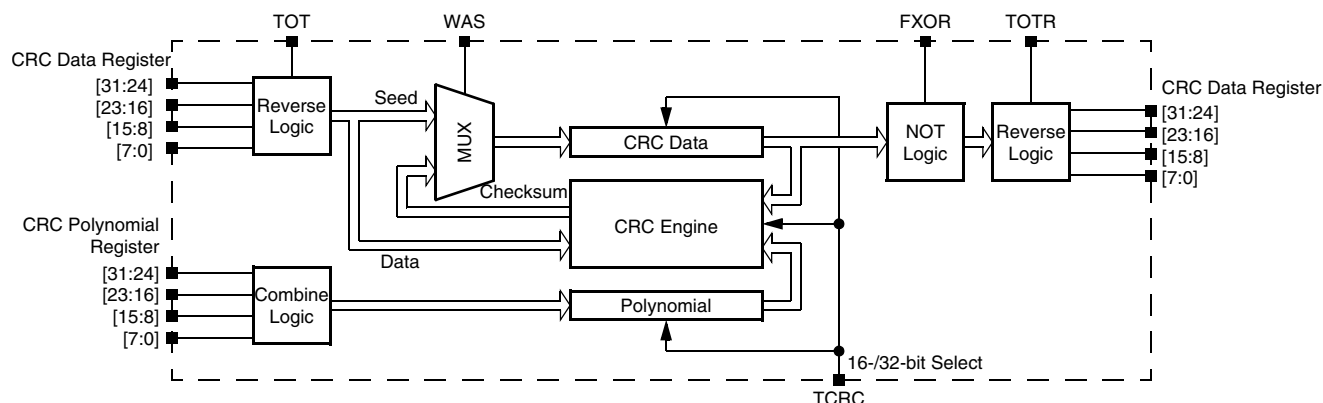 TOT
WAS
FXOR
TOTR
CRC Data Register
[31:24]
[23:16]
[15:8]
[7:0]
Reverse
Logic
Seed
MUX
Checksum
Data
CRC Data
CRC Engine
Polynomial
NOT
Logic
Reverse
Logic
CRC Data Register
[31:24]
[23:16]
[15:8]
[7:0]
CRC Polynomial
Register
[31:24]
[23:16]
[15:8]
[7:0]
Combine
Logic
16-/32-bit Select
TCRC